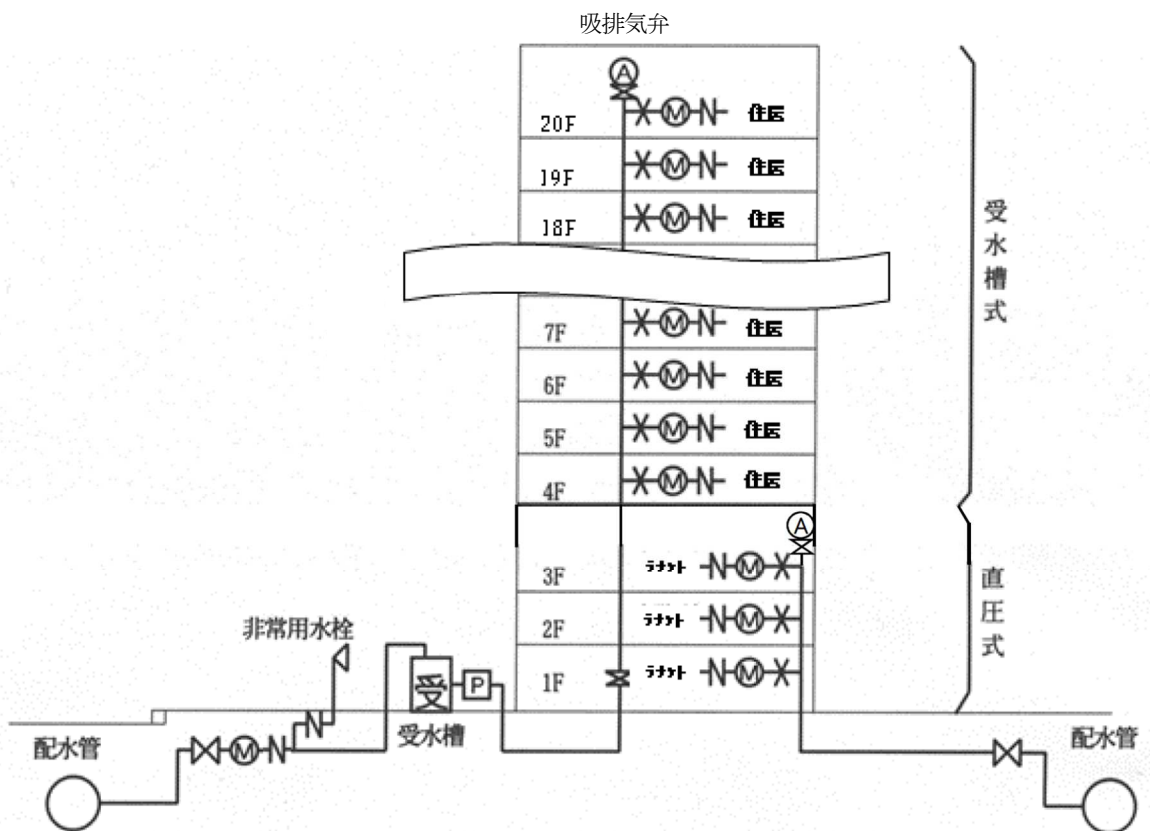 吸排気弁
A
20F M N 住居
19F M N 住居
18F M N 住居
7F M N 住居
6F M N 住居
5F M N 住居
4F M N 住居
受水槽式
A
3F テナント N M
2F テナント N M
1F テナント N M
直圧式
非常用水栓
N
受
P
受水槽
配水管
M N
配水管